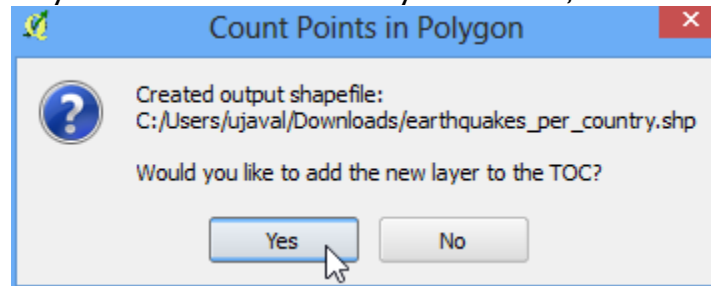 Count Points in Polygon
Created output shapefile:
C:/Users/ujaval/Downloads/earthquakes_per_country.shp
Would you like to add the new layer to the TOC?
Yes
No